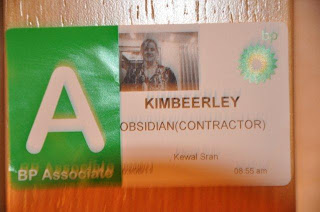 bp
A
KIMBEERLEY
OBSIDIAN(CONTRACTOR)
Kewal Sran
BP Associate
08:55 am